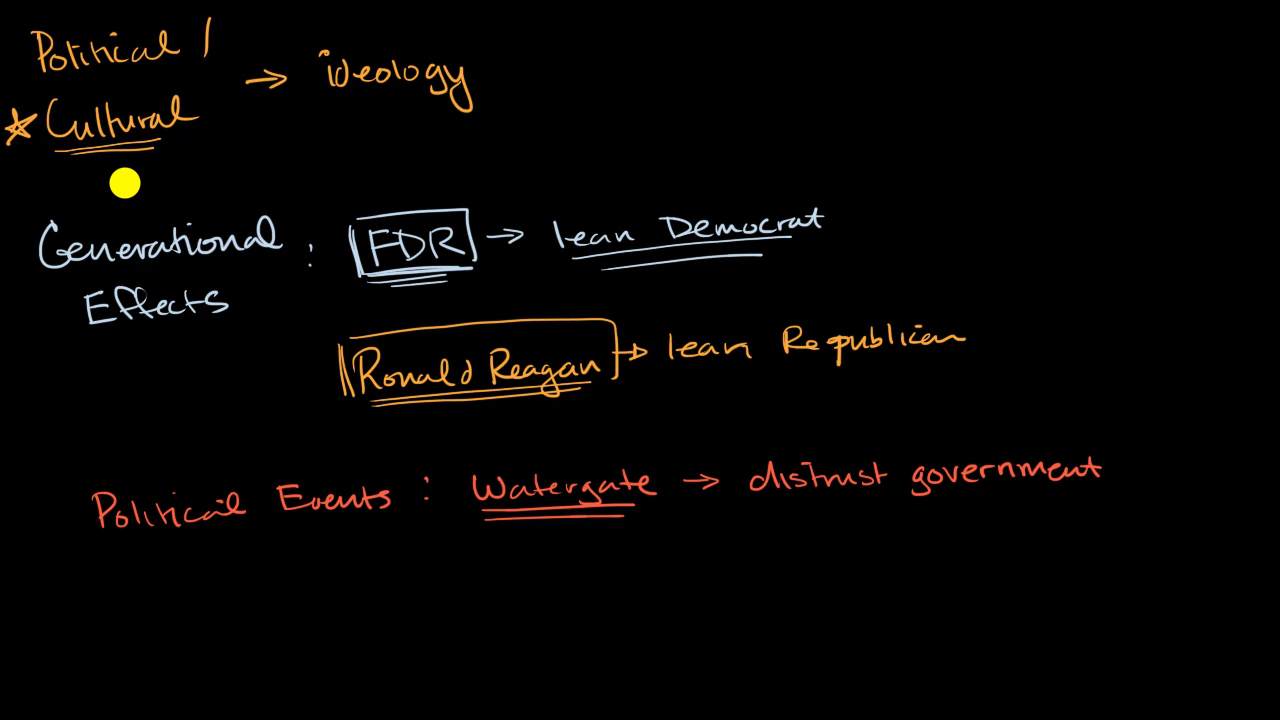 Political /
* Cultural → ideology
Generational Effects : FDR → lean Democrat
Ronald Reagan → lean Republican
Political Events : Watergate → distrust government